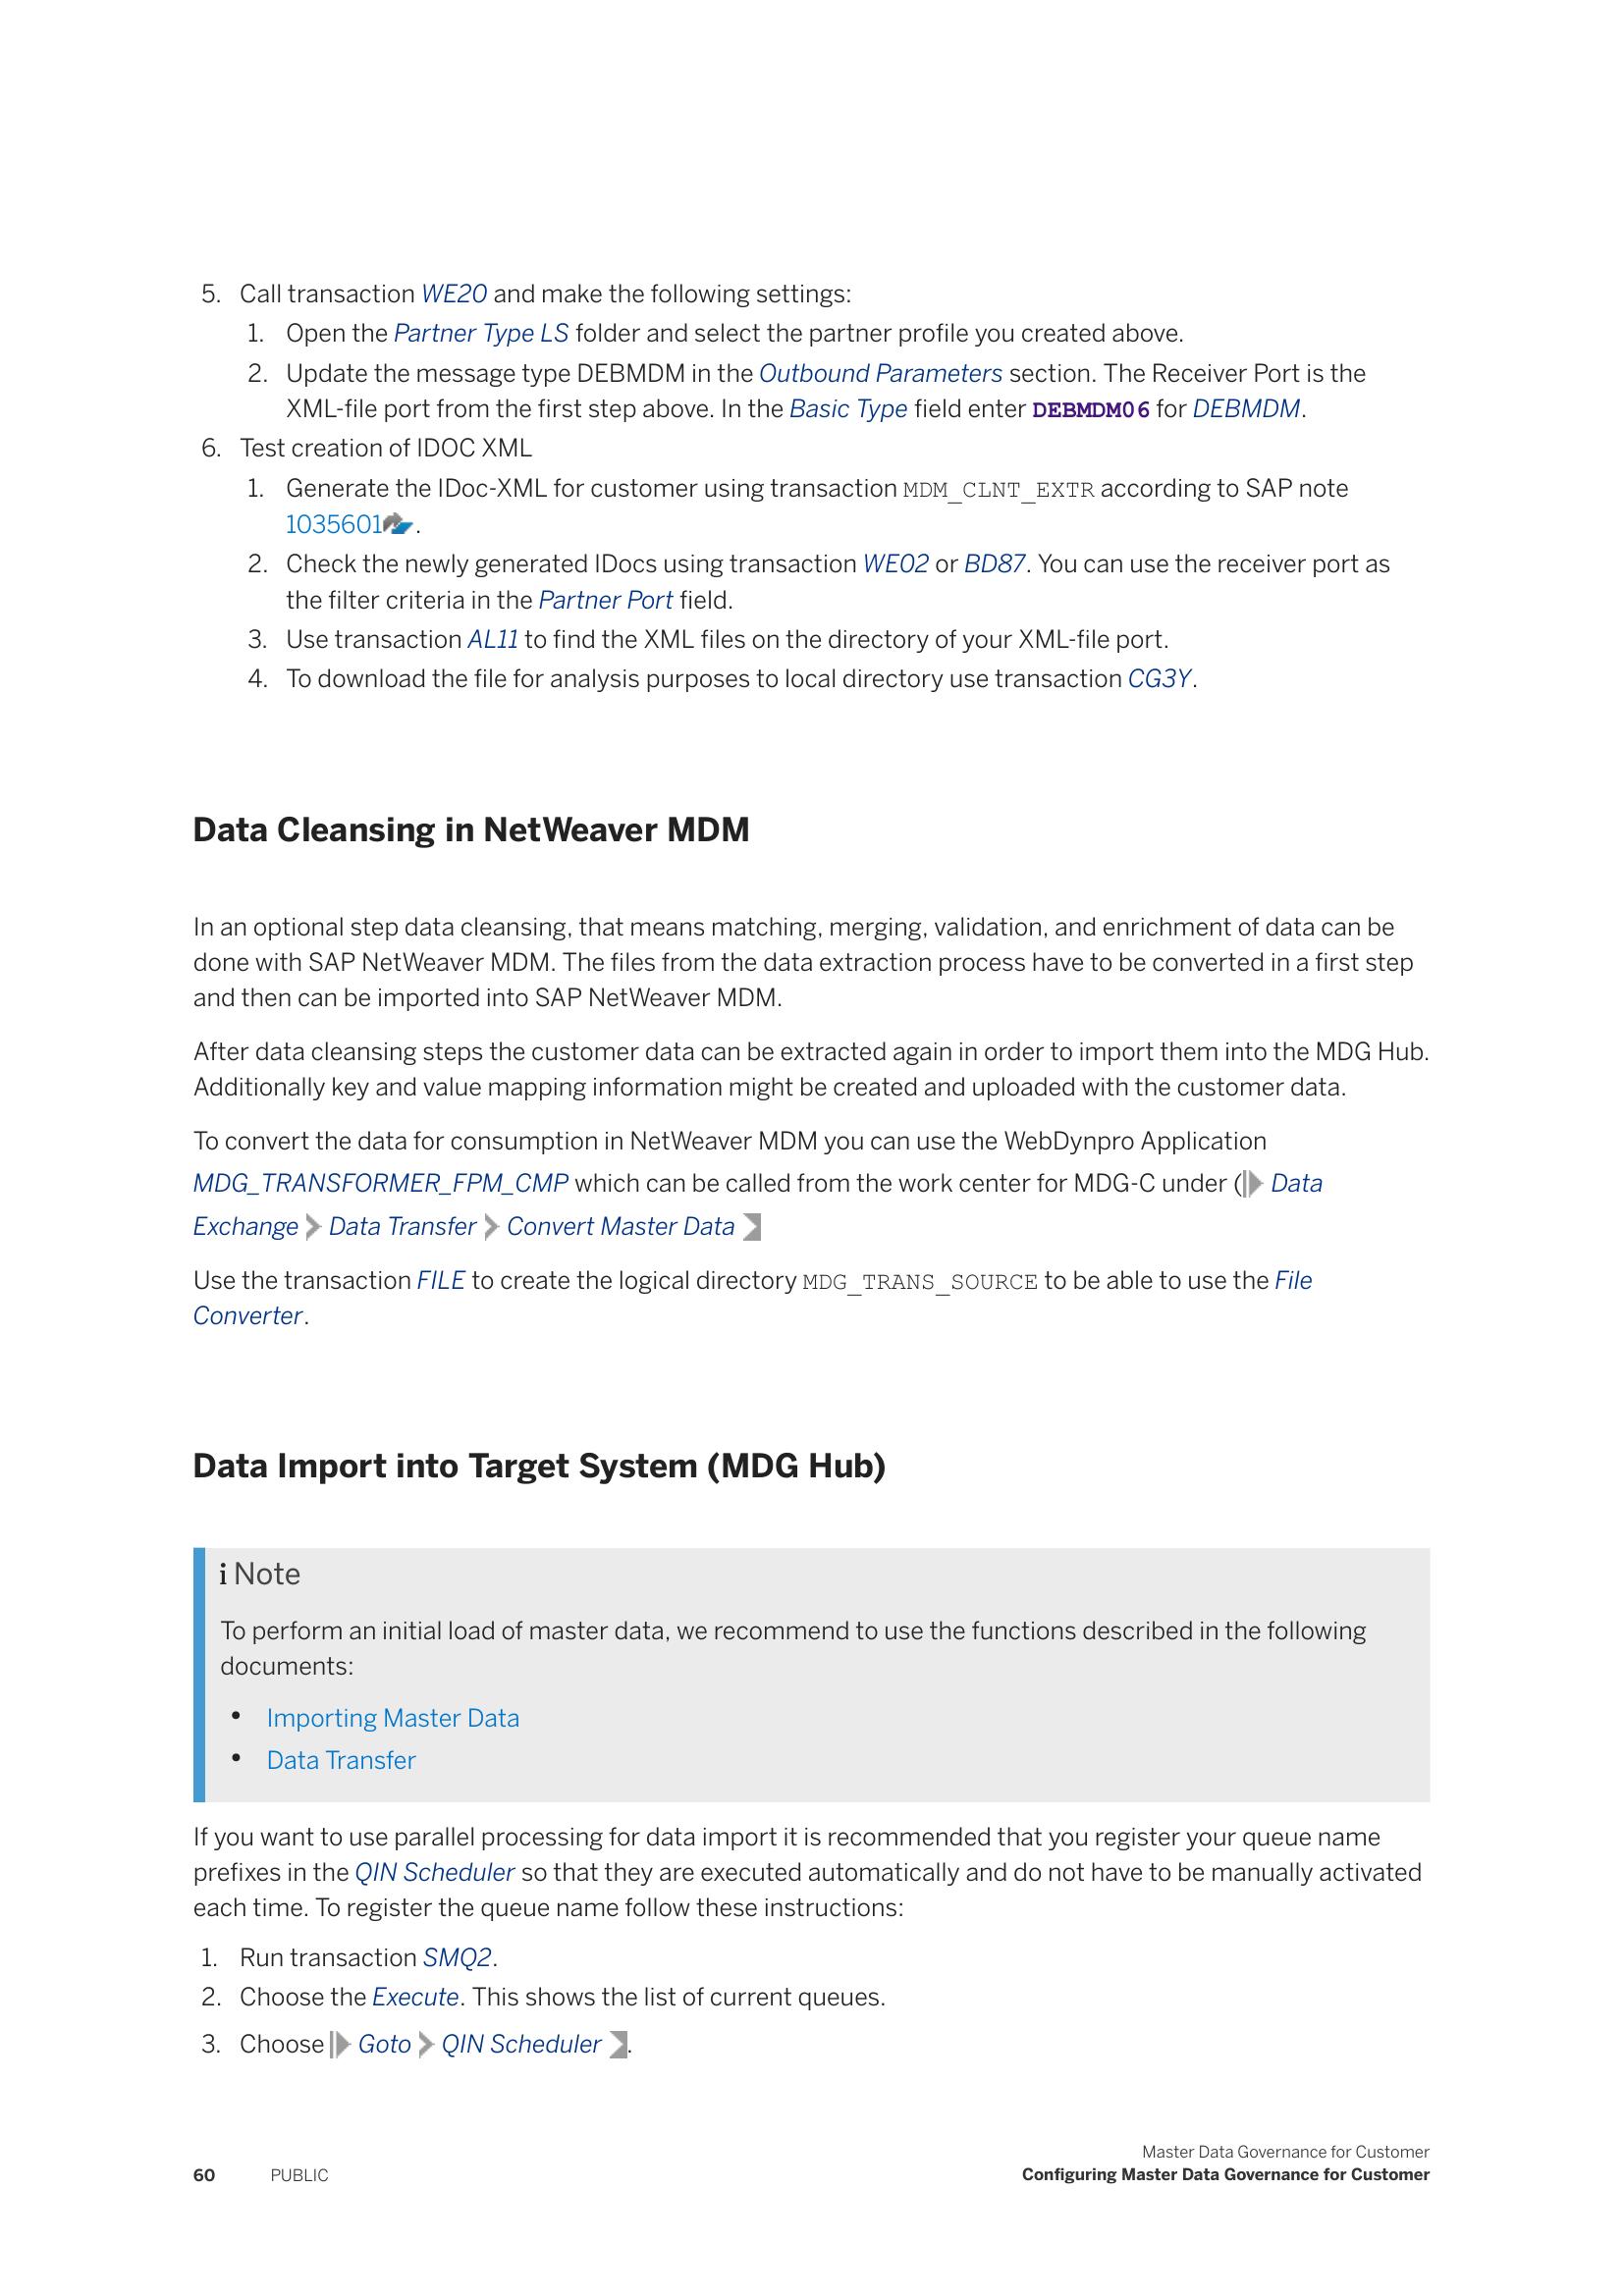 5. Call transaction WE20 and make the following settings:
1. Open the Partner Type LS folder and select the partner profile you created above.
2. Update the message type DEBMDM in the Outbound Parameters section. The Receiver Port is the
XML-file port from the first step above. In the Basic Type field enter DEBMDM06 for DEBMDM.
6. Test creation of IDOC XML
1. Generate the IDoc-XML for customer using transaction MDM_CLNT_EXTR according to SAP note
1035601.
2. Check the newly generated IDocs using transaction WE02 or BD87. You can use the receiver port as
the filter criteria in the Partner Port field.
3. Use transaction AL11 to find the XML files on the directory of your XML-file port.
4. To download the file for analysis purposes to local directory use transaction CG3Y.
Data Cleansing in NetWeaver MDM
In an optional step data cleansing, that means matching, merging, validation, and enrichment of data can be
done with SAP NetWeaver MDM. The files from the data extraction process have to be converted in a first step
and then can be imported into SAP NetWeaver MDM.
After data cleansing steps the customer data can be extracted again in order to import them into the MDG Hub.
Additionally key and value mapping information might be created and uploaded with the customer data.
To convert the data for consumption in NetWeaver MDM you can use the WebDynpro Application
MDG_TRANSFORMER_FPM_CMP which can be called from the work center for MDG-C under ( Data
Exchange > Data Transfer > Convert Master Data
Use the transaction FILE to create the logical directory MDG_TRANS_SOURCE to be able to use the File
Converter.
Data Import into Target System (MDG Hub)
i Note
To perform an initial load of master data, we recommend to use the functions described in the following
documents:
• Importing Master Data
• Data Transfer
If you want to use parallel processing for data import it is recommended that you register your queue name
prefixes in the QIN Scheduler so that they are executed automatically and do not have to be manually activated
each time. To register the queue name follow these instructions:
1. Run transaction SMQ2.
2. Choose the Execute. This shows the list of current queues.
3. Choose Goto > QIN Scheduler.
Master Data Governance for Customer
60 PUBLIC Configuring Master Data Governance for Customer